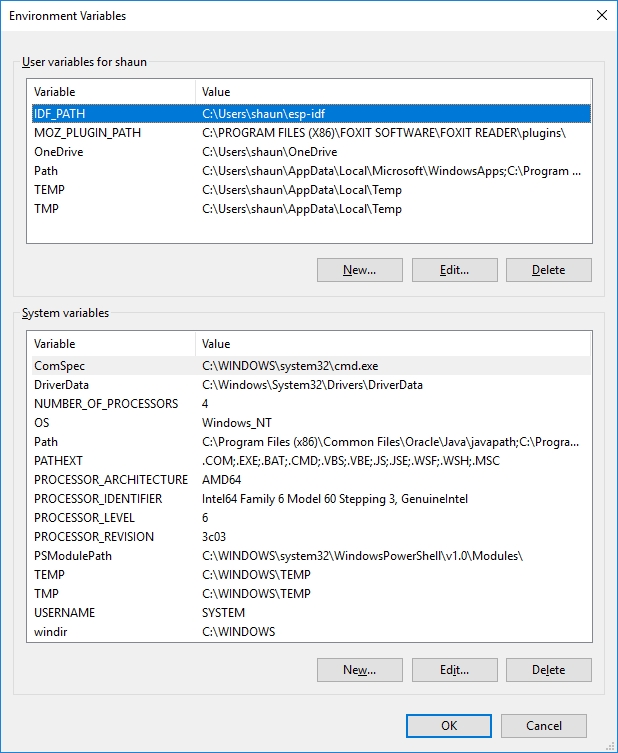 Environment Variables
User variables for shaun
Variable Value
IDF_PATH C:\Users\shaun\esp-idf
MOZ_PLUGIN_PATH C:\PROGRAM FILES (X86)\FOXIT SOFTWARE\FOXIT READER\plugins\
OneDrive C:\Users\shaun\OneDrive
Path C:\Users\shaun\AppData\Local\Microsoft\WindowsApps;C:\Program ...
TEMP C:\Users\shaun\AppData\Local\Temp
TMP C:\Users\shaun\AppData\Local\Temp
New... Edit... Delete
System variables
Variable Value
ComSpec C:\WINDOWS\system32\cmd.exe
DriverData C:\Windows\System32\Drivers\DriverData
NUMBER_OF_PROCESSORS 4
OS Windows_NT
Path C:\Program Files (x86)\Common Files\Oracle\Java\javapath;C:\Progra...
PATHEXT .COM;.EXE;.BAT;.CMD;.VBS;.VBE;.JS;.JSE;.WSF;.WSH;.MSC
PROCESSOR_ARCHITECTURE AMD64
PROCESSOR_IDENTIFIER Intel64 Family 6 Model 60 Stepping 3, GenuineIntel
PROCESSOR_LEVEL 6
PROCESSOR_REVISION 3c03
PSModulePath C:\WINDOWS\system32\WindowsPowerShell\v1.0\Modules\
TEMP C:\WINDOWS\TEMP
TMP C:\WINDOWS\TEMP
USERNAME SYSTEM
windir C:\WINDOWS
New... Edit... Delete
OK Cancel